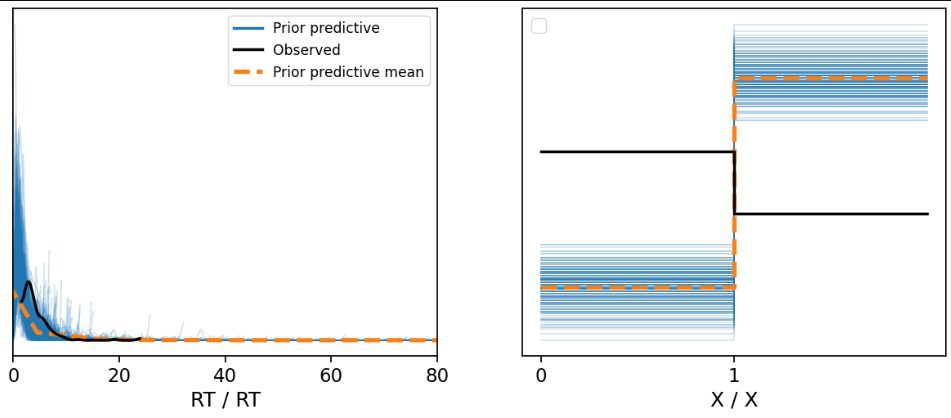 Prior predictive
Observed
Prior predictive mean
0 20 40 60 80
RT / RT
0 1
X / X